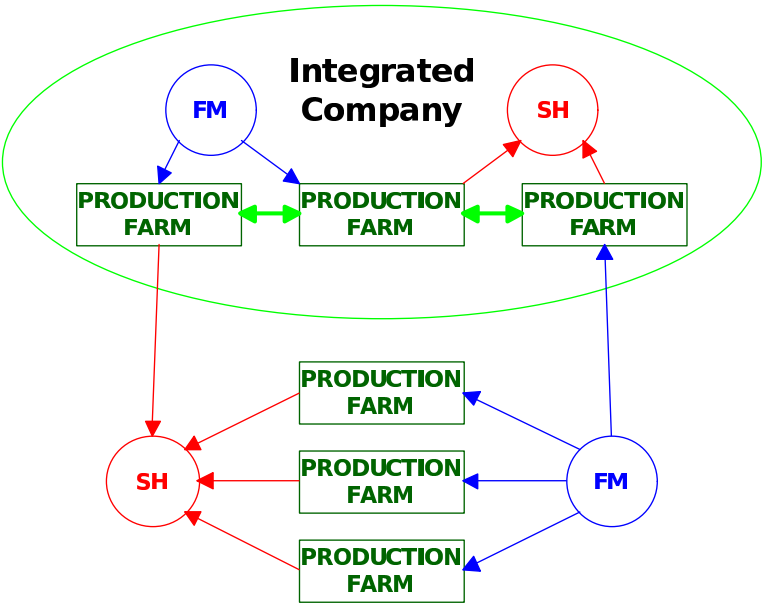 Integrated
Company
FM
SH
PRODUCTION
FARM
PRODUCTION
FARM
PRODUCTION
FARM
PRODUCTION
FARM
SH
PRODUCTION
FARM
FM
PRODUCTION
FARM